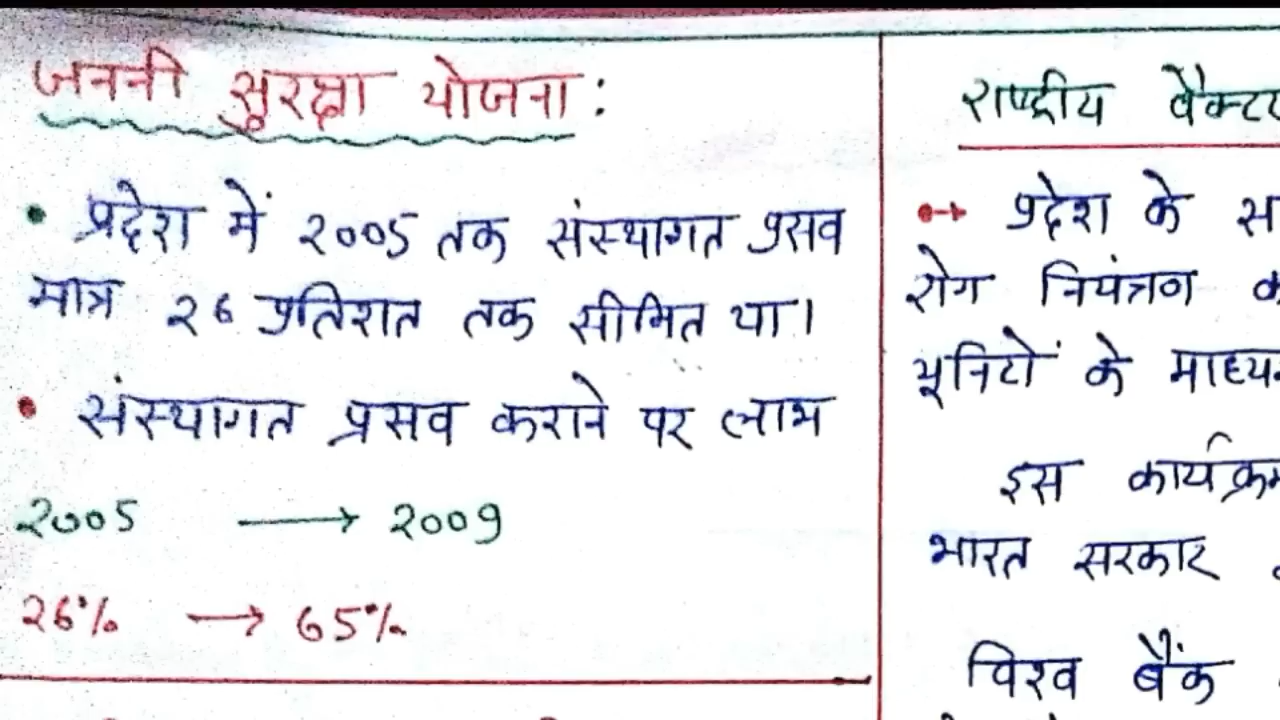 जननी सुरक्षा योजना:
• प्रदेश में 2005 तक संस्थागत प्रसव
मात्र 26 प्रतिशत तक सीमित था।
• संस्थागत प्रसव कराने पर लाभ
2005 → 2009
26% → 65%
राष्ट्रीय
प्रदेश के
रोग नियंत्रण
यूनिटों के
इस
भारत सरकार
विश्व बैंक